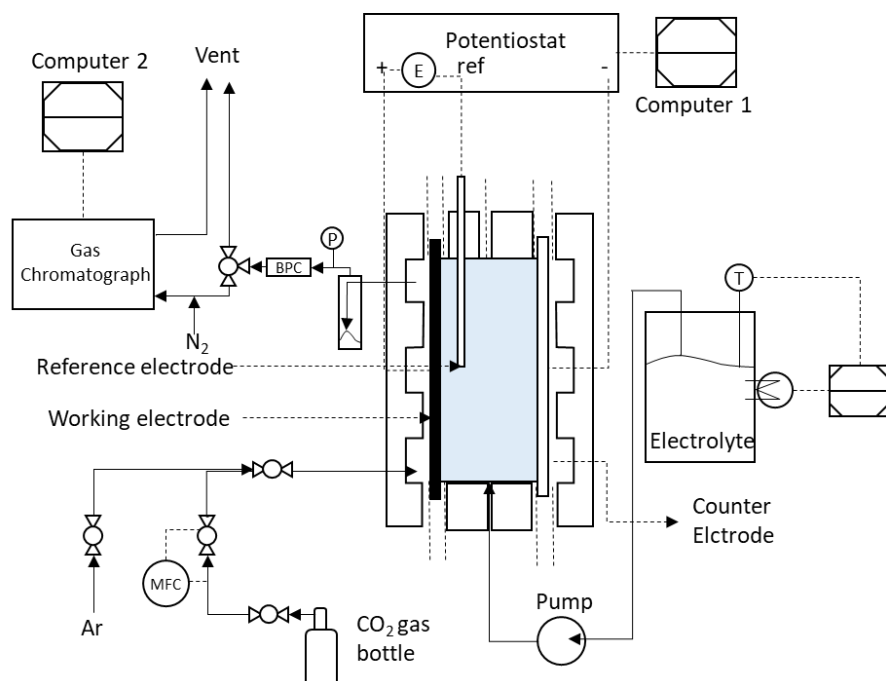 Potentiostat
+
E
ref
-
Computer 1
Computer 2
Vent
Gas
Chromatograph
P
BPC
N2
Reference electrode
Working electrode
T
Electrolyte
Counter
Elctrode
MFC
Ar
CO2 gas
bottle
Pump